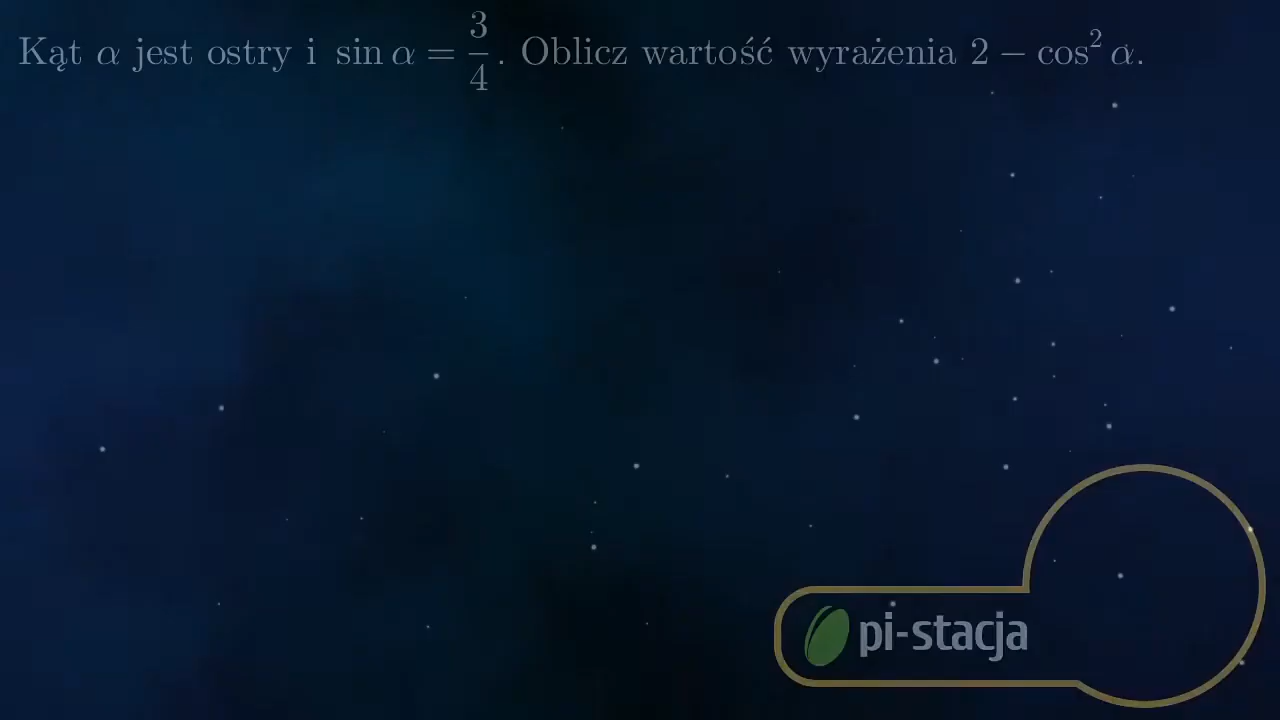 Kąt α jest ostry i sin α = 3/4. Oblicz wartość wyrażenia 2 − cos² α.
pi-stacja